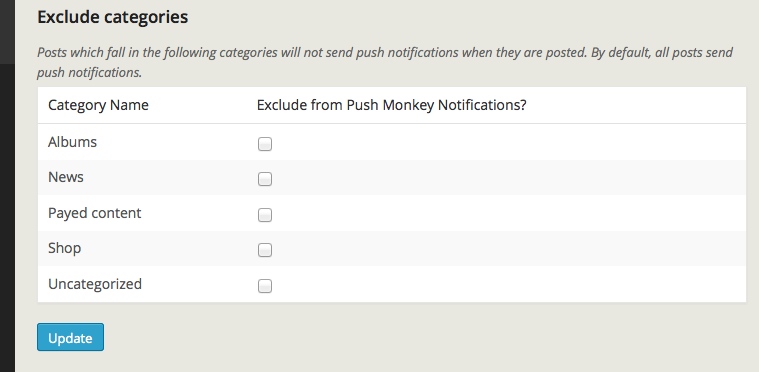 Exclude categories
Posts which fall in the following categories will not send push notifications when they are posted. By default, all posts send
push notifications.
Category Name Exclude from Push Monkey Notifications?
Albums
News
Payed content
Shop
Uncategorized
Update